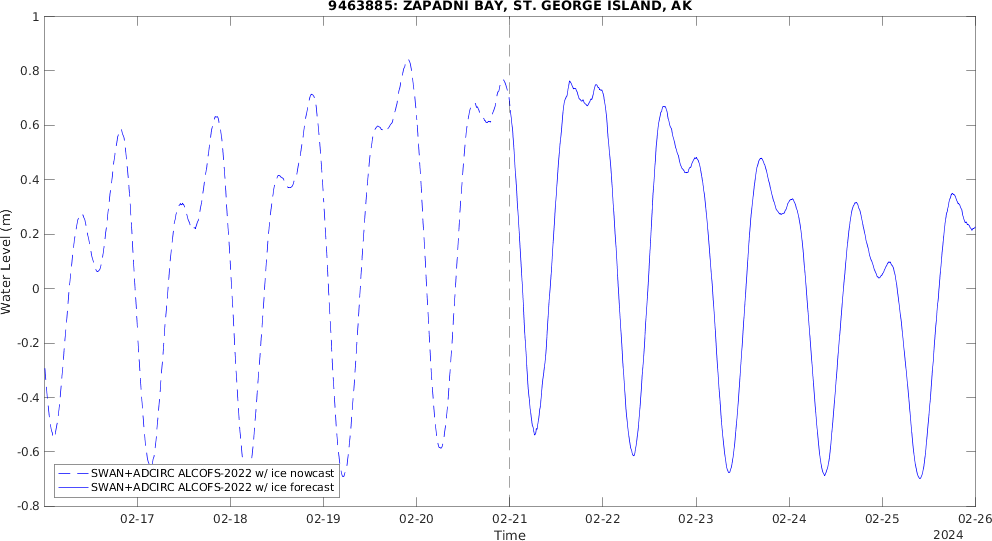 9463885: ZAPADNI BAY, ST. GEORGE ISLAND, AK
1
0.8
0.6
0.4
0.2
0
-0.2
-0.4
-0.6
-0.8
Water Level (m)
SWAN+ADCIRC ALCOFS-2022 w/ ice nowcast
SWAN+ADCIRC ALCOFS-2022 w/ ice forecast
02-17 02-18 02-19 02-20 02-21 02-22 02-23 02-24 02-25 02-26
Time
2024